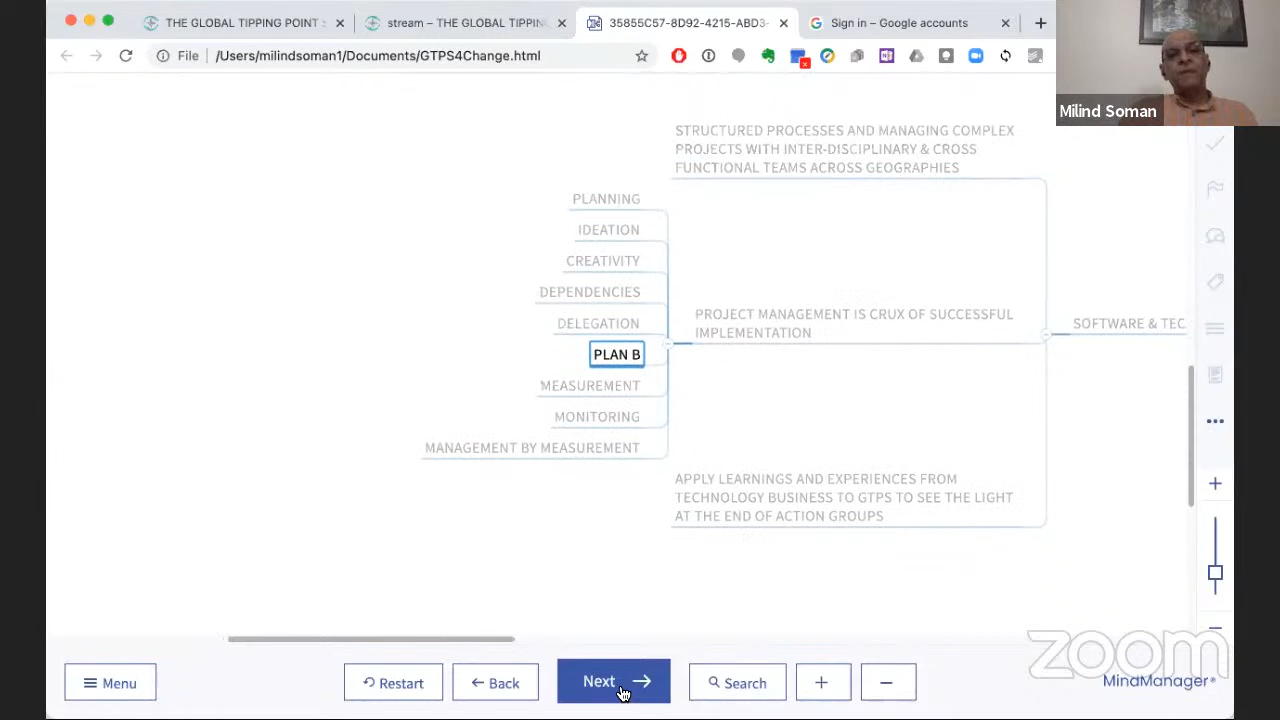 THE GLOBAL TIPPING POINT
stream – THE GLOBAL TIPPIN
35855C57-8D92-4215-ABD3-
Sign in – Google accounts
File
/Users/milindsoman1/Documents/GTPS4Change.html
Milind Soman
STRUCTURED PROCESSES AND MANAGING COMPLEX
PROJECTS WITH INTER-DISCIPLINARY & CROSS
FUNCTIONAL TEAMS ACROSS GEOGRAPHIES
PLANNING
IDEATION
CREATIVITY
DEPENDENCIES
DELEGATION
PLAN B
MEASUREMENT
MONITORING
MANAGEMENT BY MEASUREMENT
PROJECT MANAGEMENT IS CRUX OF SUCCESSFUL
IMPLEMENTATION
SOFTWARE & TEC
APPLY LEARNINGS AND EXPERIENCES FROM
TECHNOLOGY BUSINESS TO GTPS TO SEE THE LIGHT
AT THE END OF ACTION GROUPS
Menu
Restart
Back
Next
Search
zoom
MindManager